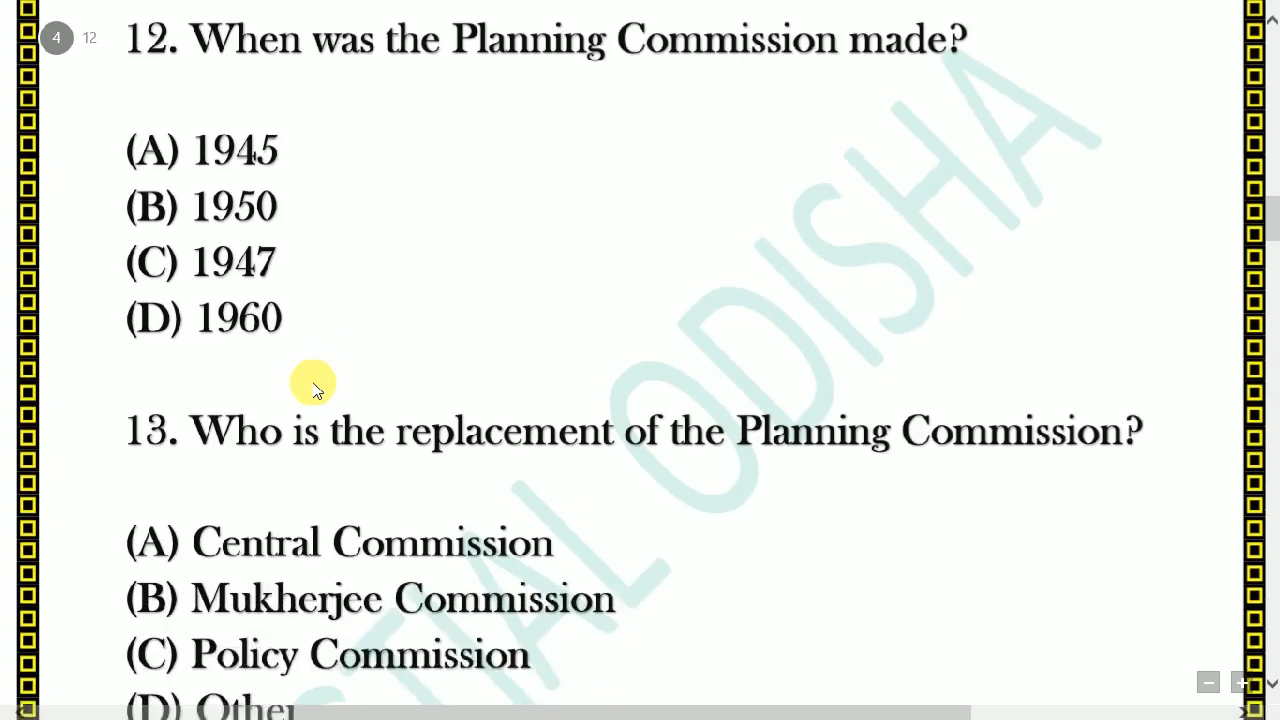 4 12
12. When was the Planning Commission made?
(A) 1945
(B) 1950
(C) 1947
(D) 1960
13. Who is the replacement of the Planning Commission?
(A) Central Commission
(B) Mukherjee Commission
(C) Policy Commission
(D) Other
ODISHA